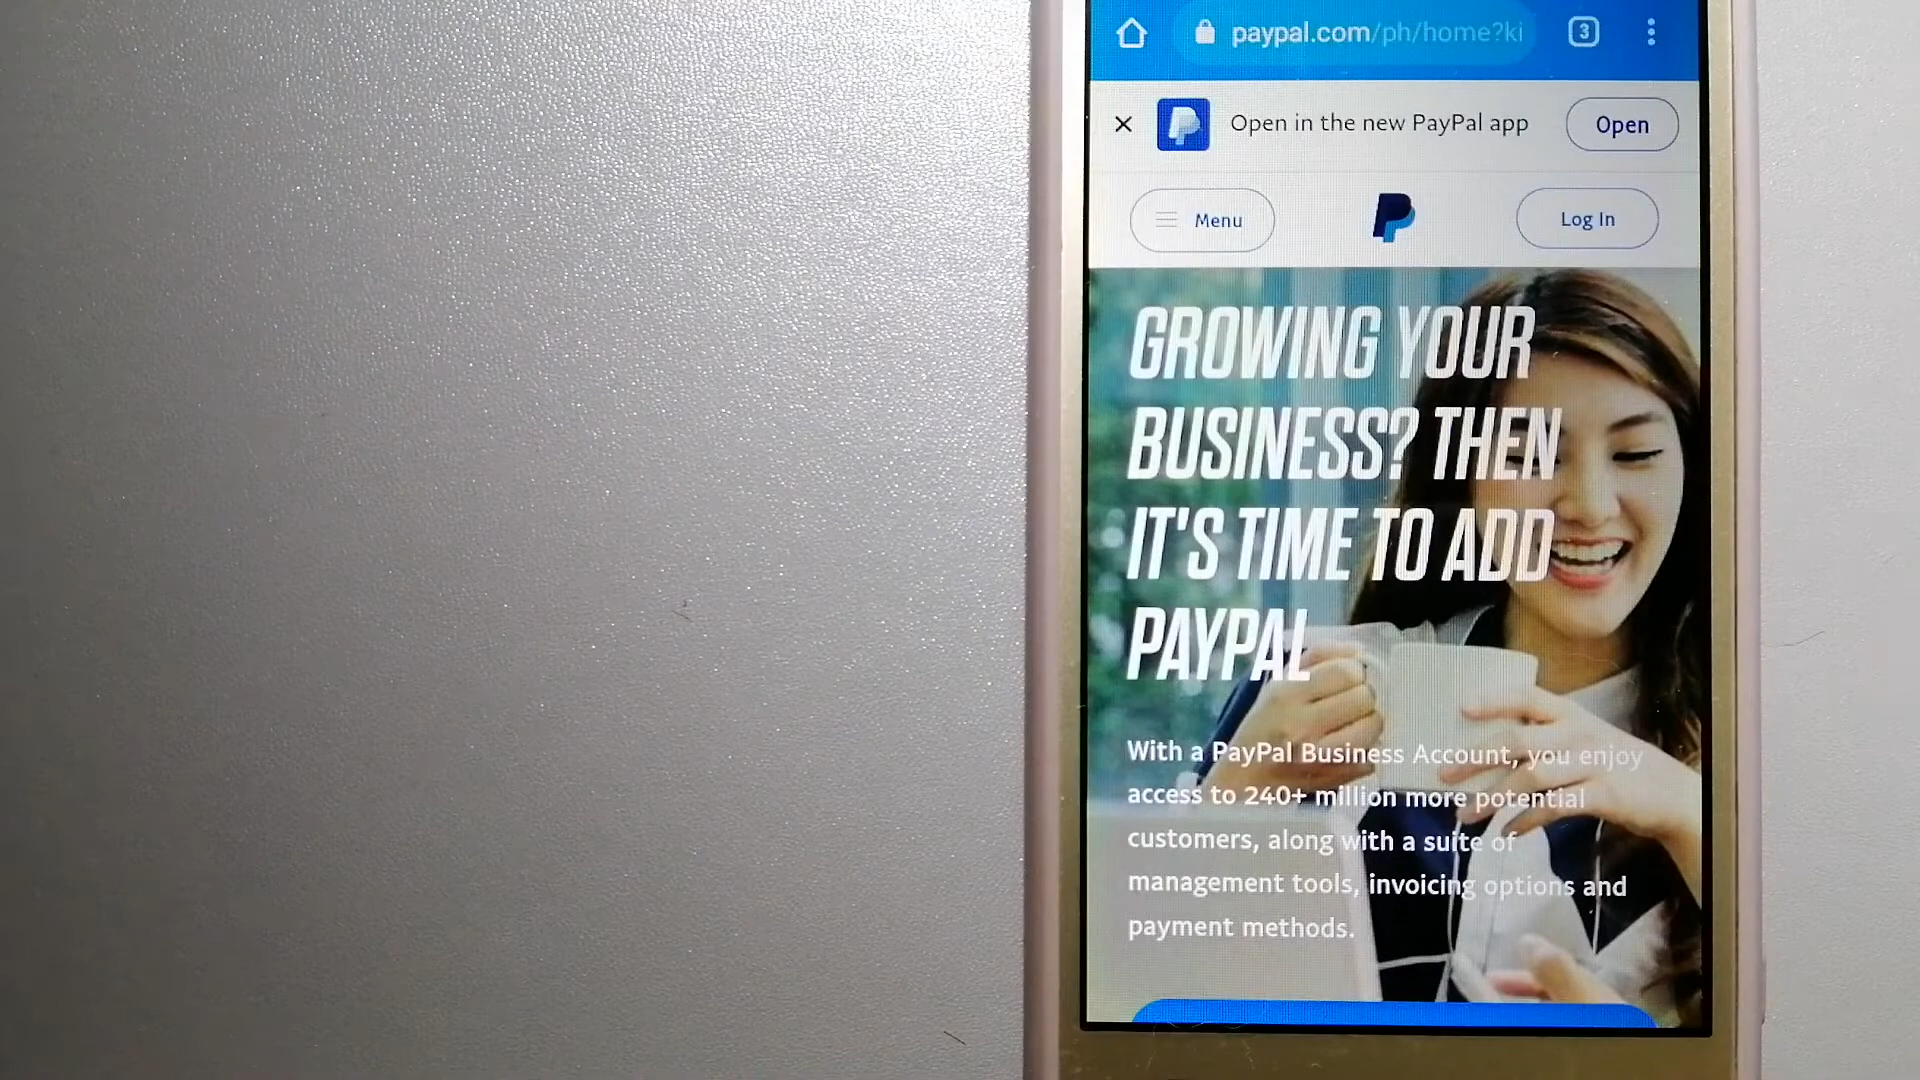 paypal.com/ph/home?ki
3
Open in the new PayPal app
Open
Menu
Log In
GROWING YOUR
BUSINESS? THEN
IT'S TIME TO ADD
PAYPAL
With a PayPal Business Account, you enjoy
access to 240+ million more potential
customers, along with a suite of
management tools, invoicing options and
payment methods.